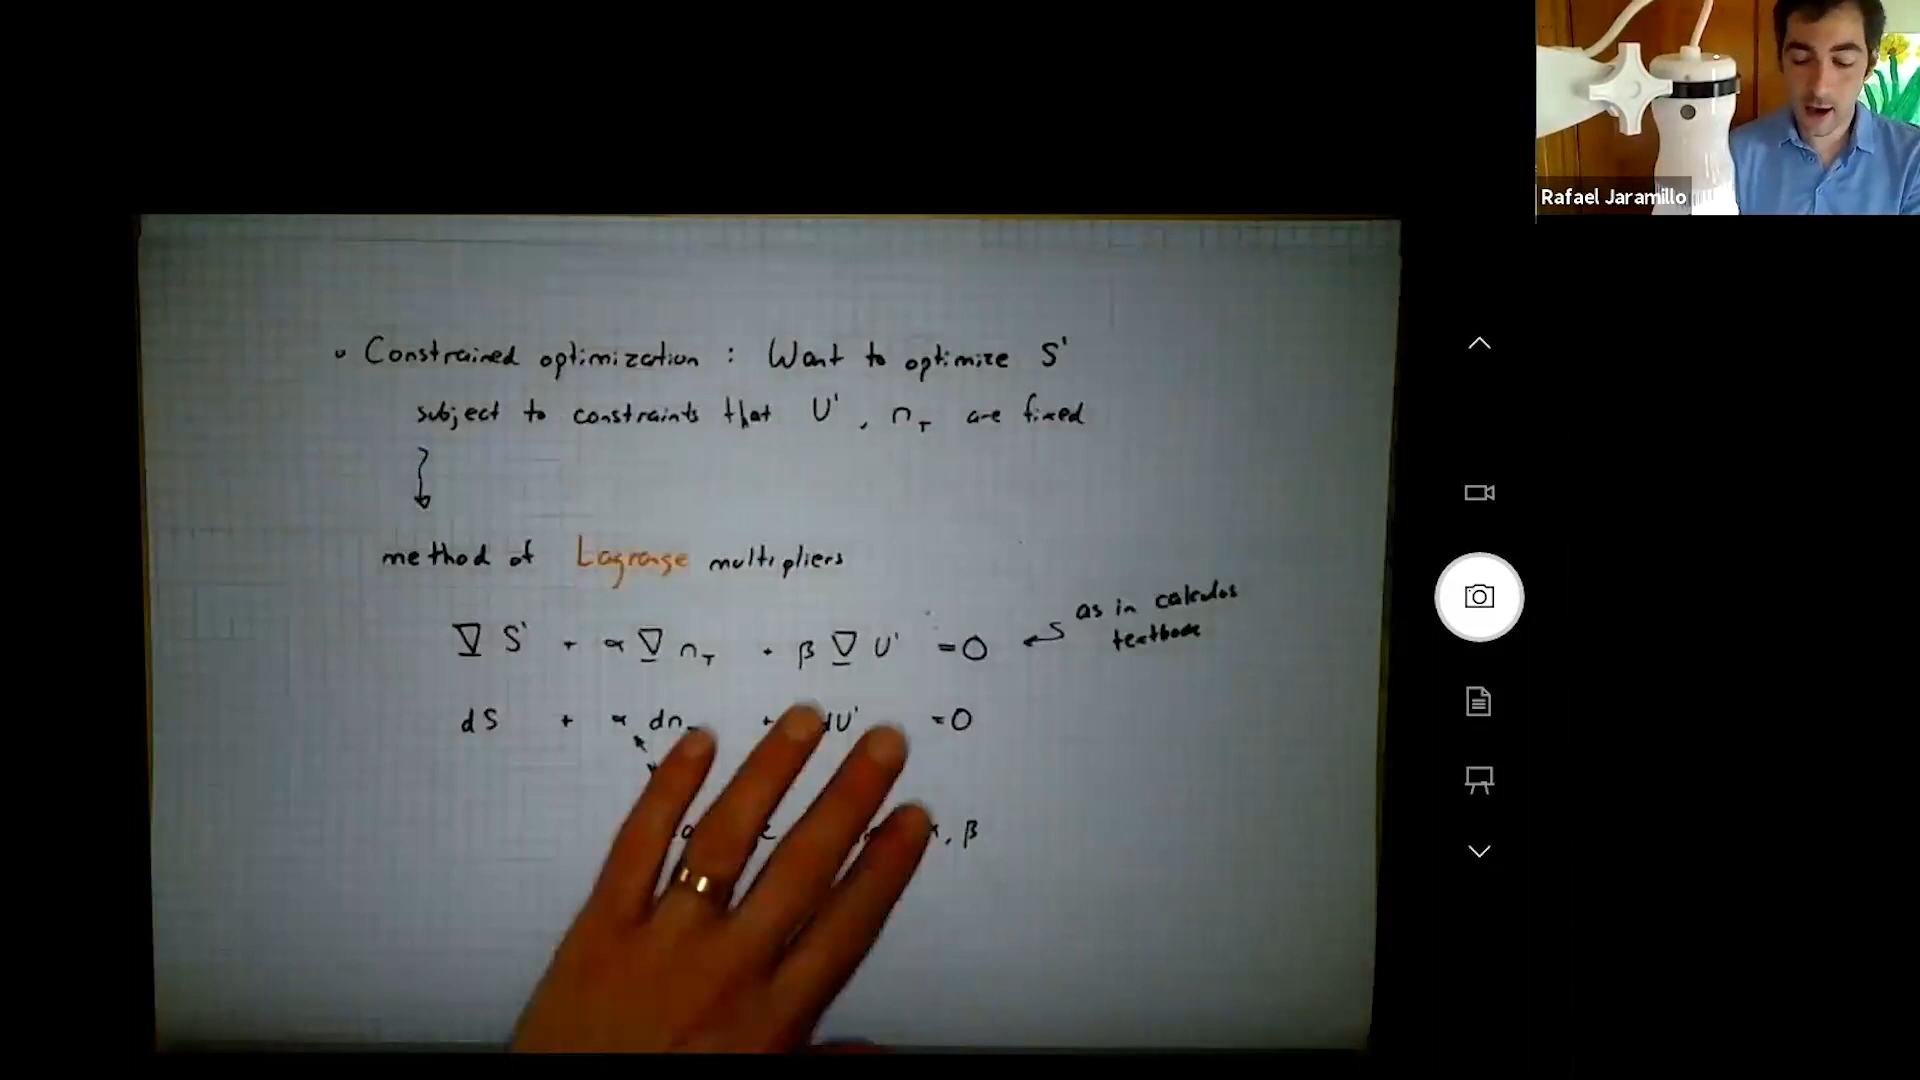 Rafael Jaramillo
Constrained optimization : Want to optimize S'
subject to constraints that U' , n_T are fixed
method of Lagrange multipliers
∇ S' + α ∇ n_T + β ∇ U' = 0
as in calculus
textbook
dS + α dn dU' = 0
, β